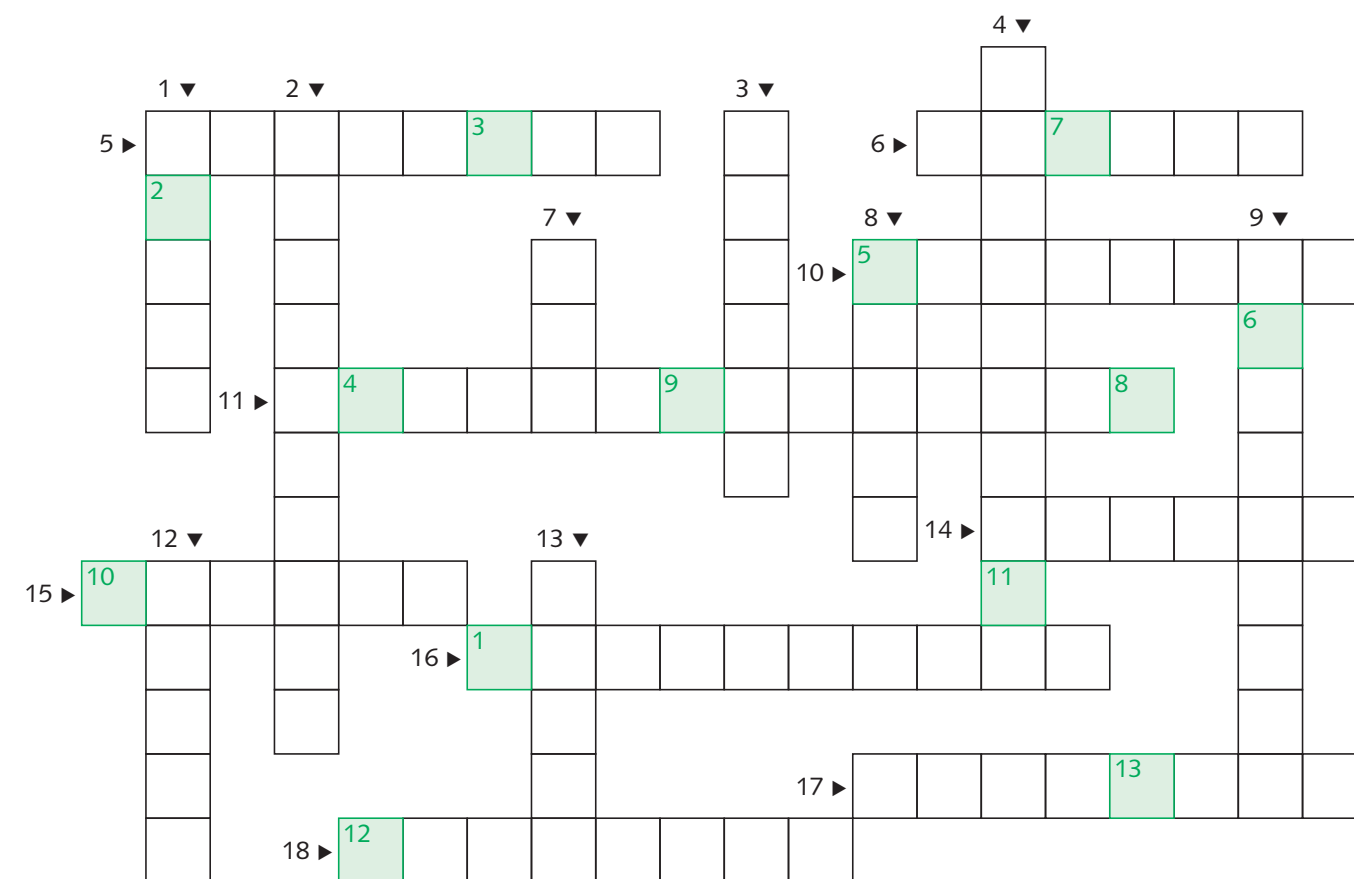 4 ▼
1 ▼ 2 ▼ 3 ▼
5 ► 3 6 ► 7
2
7 ▼ 8 ▼ 9 ▼
10 ► 5
6
11 ► 4 9 8
14 ►
12 ▼ 13 ▼
15 ► 10 11
16 ► 1
17 ► 13
18 ► 12